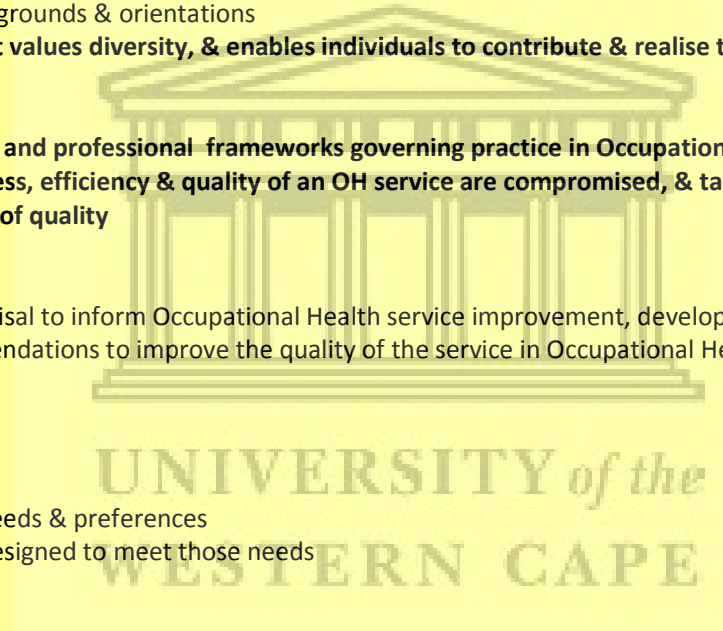 grounds & orientations
t values diversity, & enables individuals to contribute & realise t
and professional frameworks governing practice in Occupation
ess, efficiency & quality of an OH service are compromised, & ta
of quality
isal to inform Occupational Health service improvement, develop
endations to improve the quality of the service in Occupational He
UNIVERSITY of the
eeds & preferences
esigned to meet those needs
WESTERN CAPE